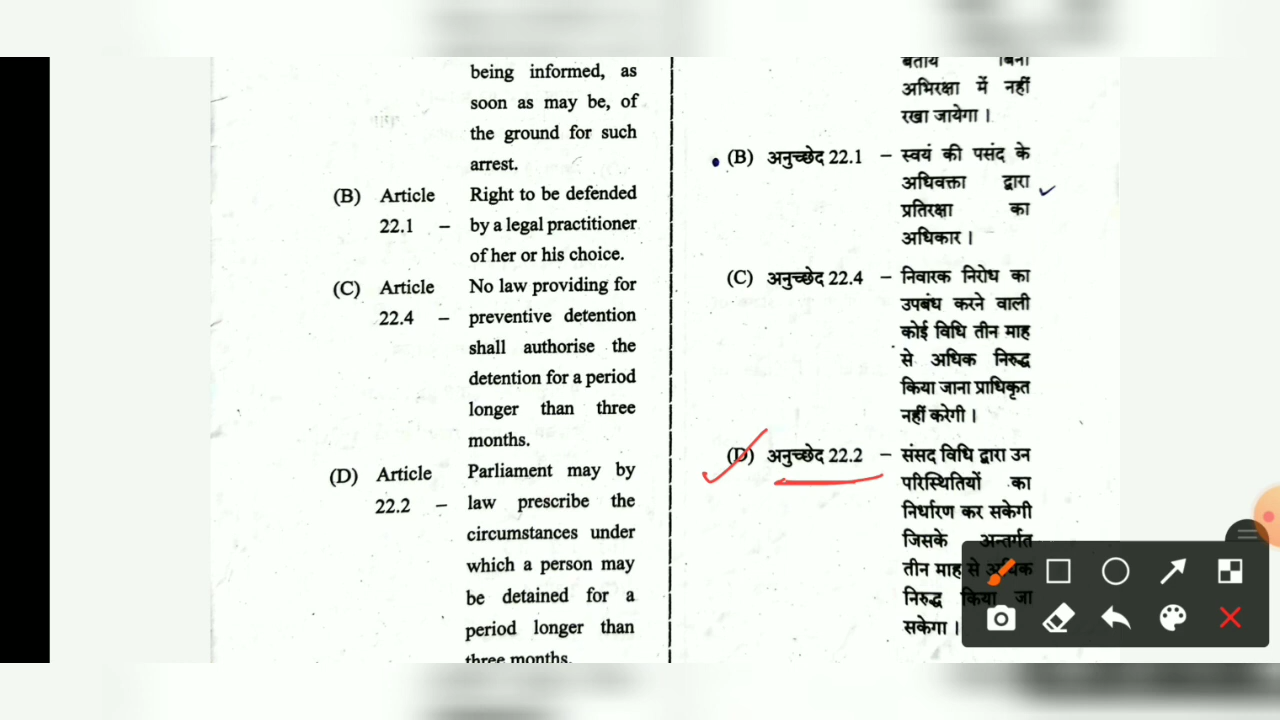 being informed, as
soon as may be, of
the ground for such
arrest.
(B) Article Right to be defended
22.1 – by a legal practitioner
of her or his choice.
(C) Article No law providing for
22.4 – preventive detention
shall authorise the
detention for a period
longer than three
months.
(D) Article Parliament may by
22.2 – law prescribe the
circumstances under
which a person may
be detained for a
period longer than
three months.
बताये बिना
अभिरक्षा में नहीं
रखा जायेगा ।
(B) अनुच्छेद 22.1 – स्वयं की पसंद के
अधिवक्ता द्वारा
प्रतिरक्षा का
अधिकार ।
(C) अनुच्छेद 22.4 – निवारक निरोध का
उपबंध करने वाली
कोई विधि तीन माह
से अधिक निरुद्ध
किया जाना प्राधिकृत
नहीं करेगी ।
(D) अनुच्छेद 22.2 – संसद विधि द्वारा उन
परिस्थितियों का
निर्धारण कर सकेगी
जिसके अन्तर्गत
तीन माह से अधिक
निरुद्ध किया जा
सकेगा ।